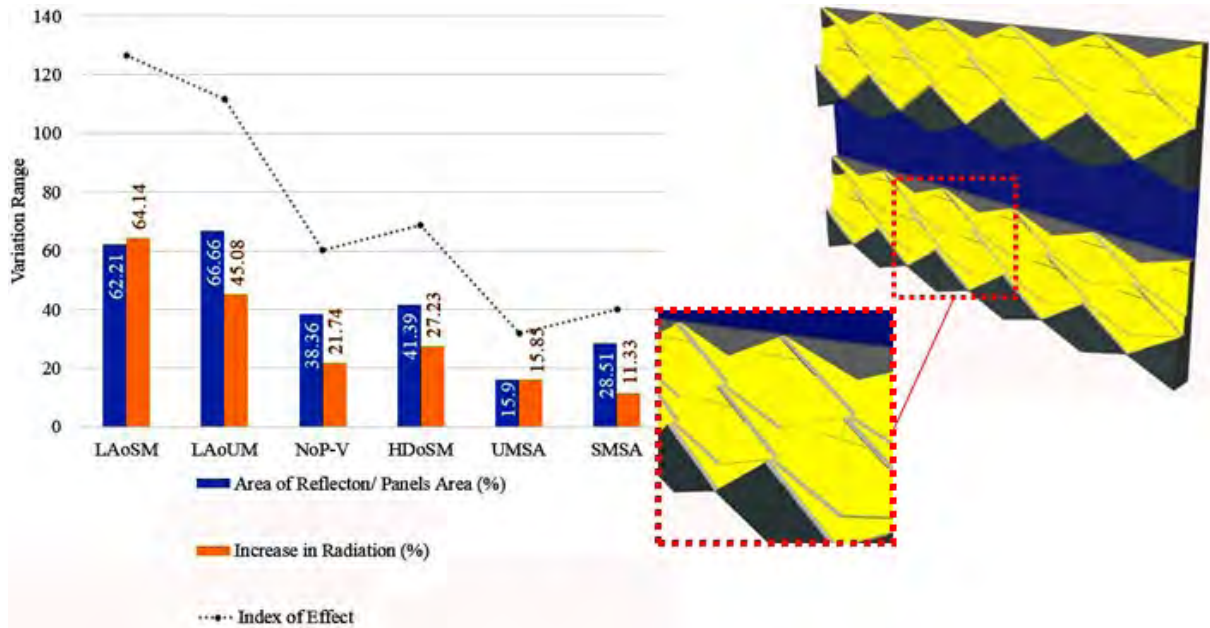 140
120
100
80
60
40
20
0
Variation Range
62.21
64.14
66.66
45.08
38.36
21.74
41.39
27.23
15.9
15.85
28.51
11.33
LAoSM
LAoUM
NoP-V
HDoSM
UMSA
SMSA
Area of Reflecton/ Panels Area (%)
Increase in Radiation (%)
Index of Effect